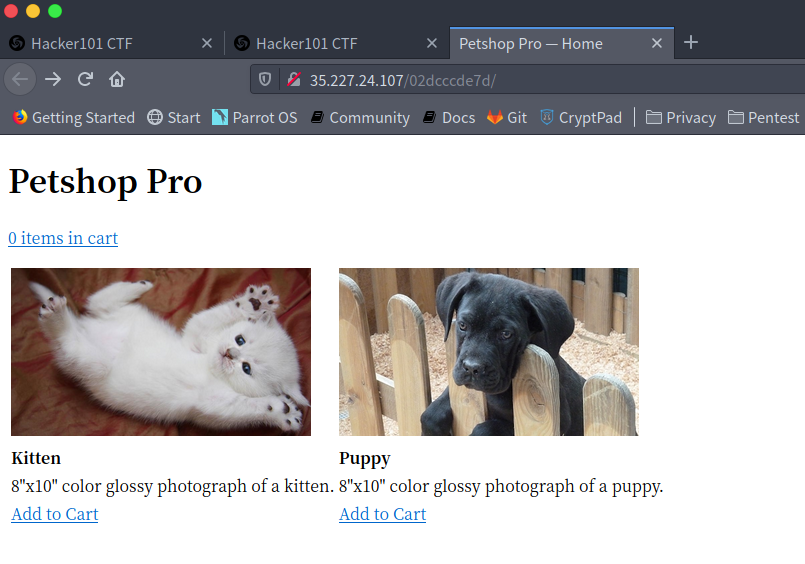 Hacker101 CTF Hacker101 CTF Petshop Pro — Home
35.227.24.107/02dcccde7d/
Getting Started Start Parrot OS Community Docs Git CryptPad Privacy Pentest
Petshop Pro
0 items in cart
Kitten Puppy
8"x10" color glossy photograph of a kitten. 8"x10" color glossy photograph of a puppy.
Add to Cart Add to Cart